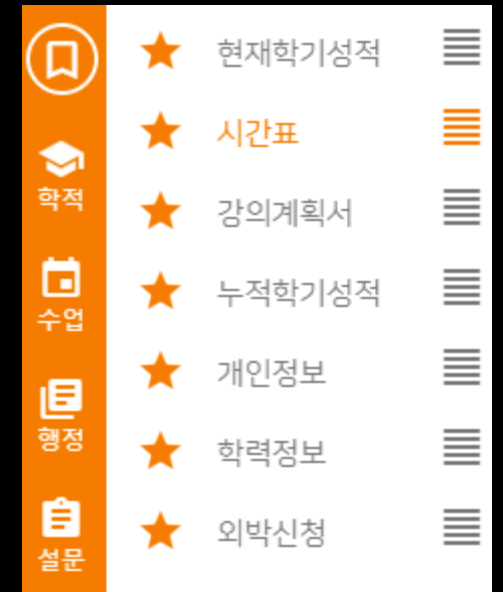 학적
수업
행정
설문
현재학기성적
시간표
강의계획서
누적학기성적
개인정보
학력정보
외박신청